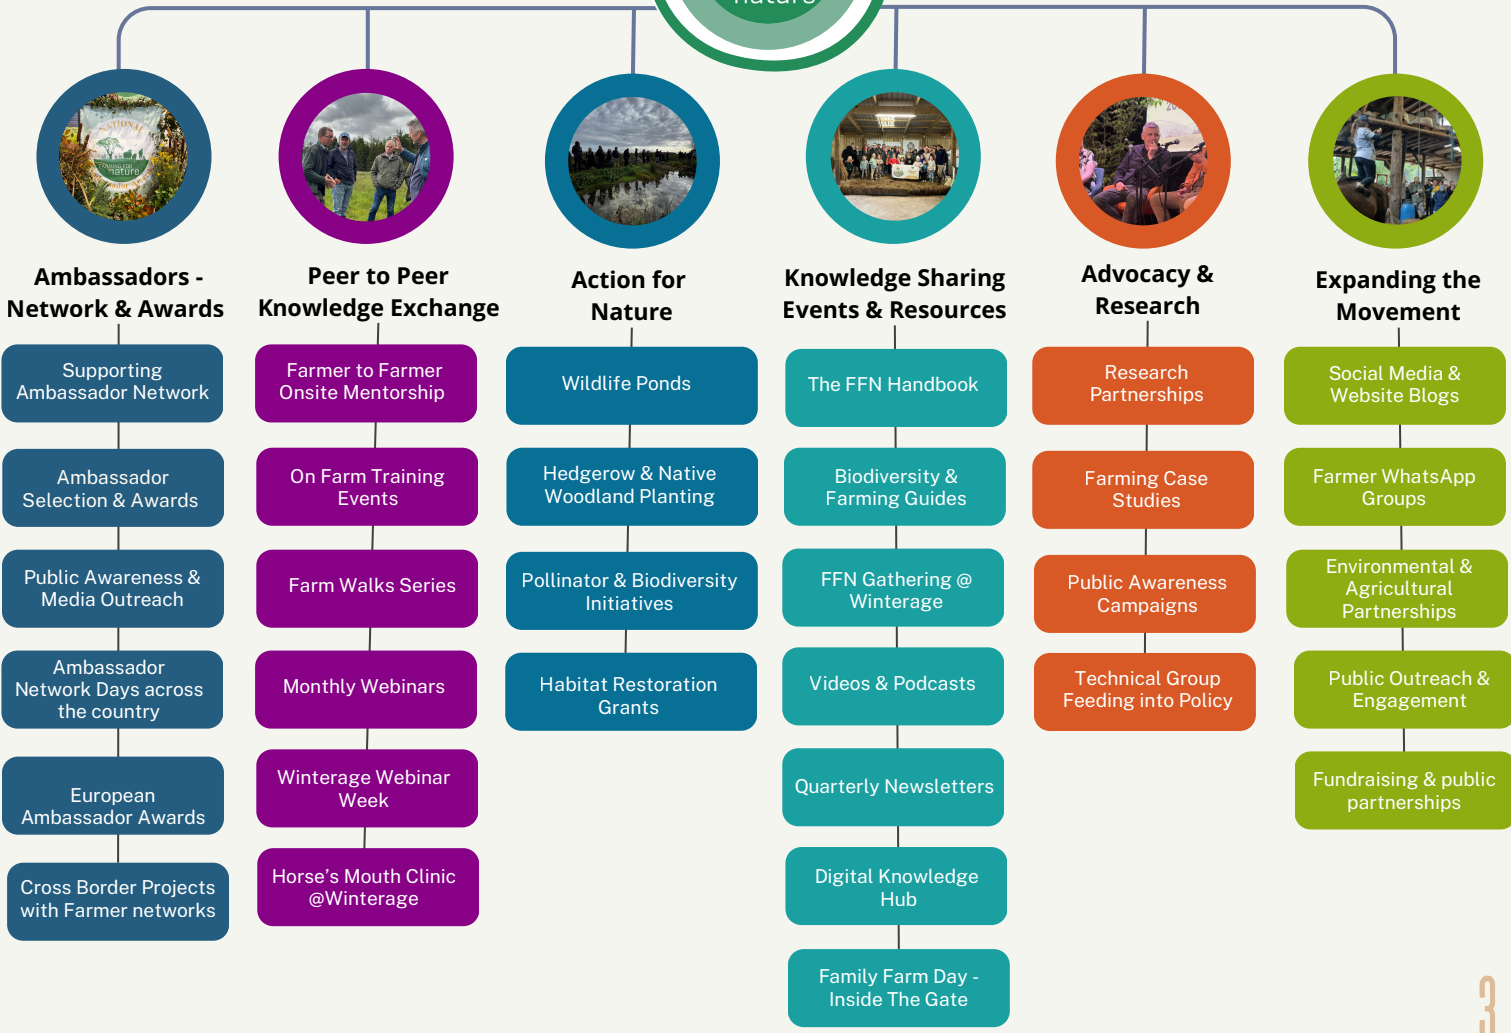 nature
NATIONAL
FARMING FOR
nature
Ambassadors -
Network & Awards
Supporting
Ambassador Network
Ambassador
Selection & Awards
Public Awareness &
Media Outreach
Ambassador
Network Days across
the country
European
Ambassador Awards
Cross Border Projects
with Farmer networks
Peer to Peer
Knowledge Exchange
Farmer to Farmer
Onsite Mentorship
On Farm Training
Events
Farm Walks Series
Monthly Webinars
Winterage Webinar
Week
Horse's Mouth Clinic
@Winterage
Action for
Nature
Wildlife Ponds
Hedgerow & Native
Woodland Planting
Pollinator & Biodiversity
Initiatives
Habitat Restoration
Grants
Knowledge Sharing
Events & Resources
The FFN Handbook
Biodiversity &
Farming Guides
FFN Gathering @
Winterage
Videos & Podcasts
Quarterly Newsletters
Digital Knowledge
Hub
Family Farm Day -
Inside The Gate
Advocacy &
Research
Research
Partnerships
Farming Case
Studies
Public Awareness
Campaigns
Technical Group
Feeding into Policy
Expanding the
Movement
Social Media &
Website Blogs
Farmer WhatsApp
Groups
Environmental &
Agricultural
Partnerships
Public Outreach &
Engagement
Fundraising & public
partnerships
3